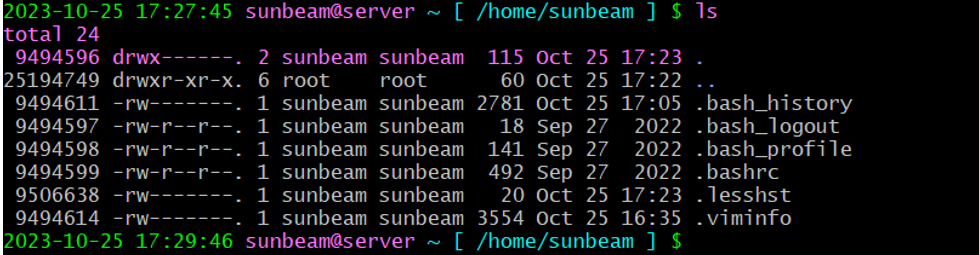 2023-10-25 17:27:45 sunbeam@server ~ [ /home/sunbeam ] $ ls
total 24
 9494596 drwx------. 2 sunbeam sunbeam  115 Oct 25 17:23 .
25194749 drwxr-xr-x. 6 root    root      60 Oct 25 17:22 ..
 9494611 -rw-------. 1 sunbeam sunbeam 2781 Oct 25 17:05 .bash_history
 9494597 -rw-r--r--. 1 sunbeam sunbeam   18 Sep 27  2022 .bash_logout
 9494598 -rw-r--r--. 1 sunbeam sunbeam  141 Sep 27  2022 .bash_profile
 9494599 -rw-r--r--. 1 sunbeam sunbeam  492 Sep 27  2022 .bashrc
 9506638 -rw-------. 1 sunbeam sunbeam   20 Oct 25 17:23 .lesshst
 9494614 -rw-------. 1 sunbeam sunbeam 3554 Oct 25 16:35 .viminfo
2023-10-25 17:29:46 sunbeam@server ~ [ /home/sunbeam ] $